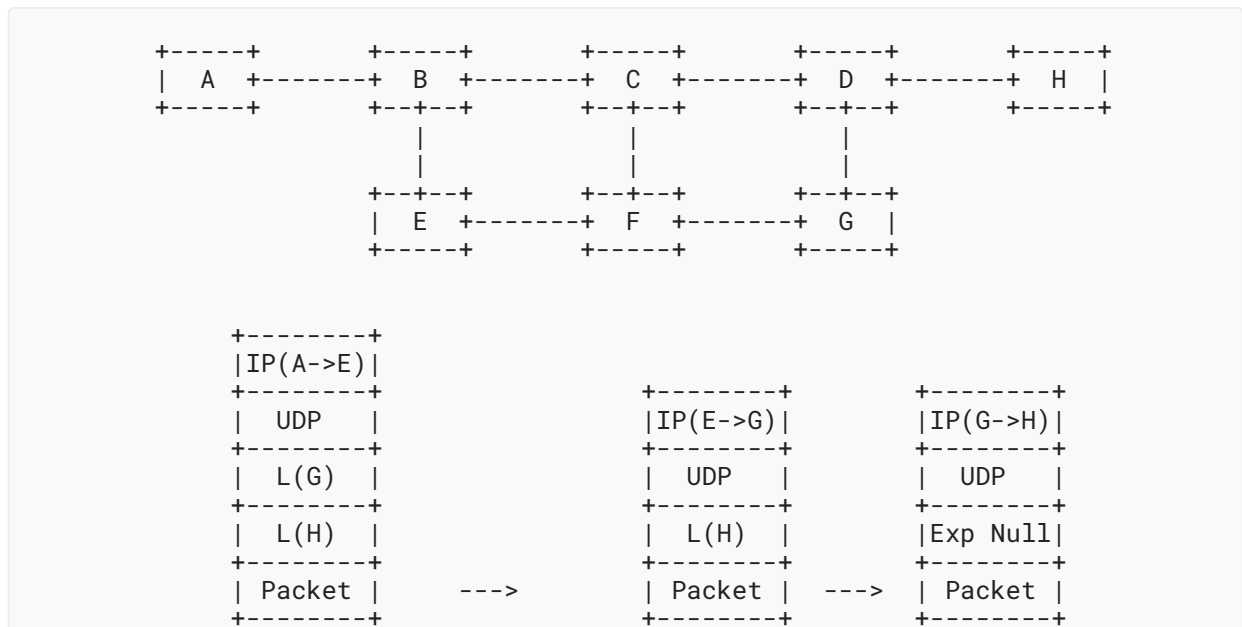 A B C D H
E F G
IP(A->E)
UDP IP(E->G) IP(G->H)
L(G) UDP UDP
L(H) L(H) Exp Null
Packet ---> Packet ---> Packet